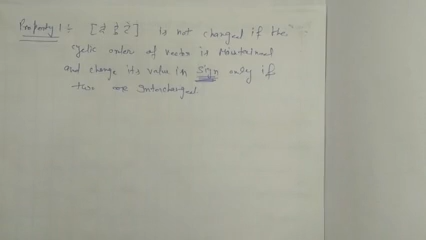 Property 1:- [a⃗ b⃗ c⃗] is not changed if the
cyclic order of vector is Maintained
and change its value in sign only if
two are Interchanged.